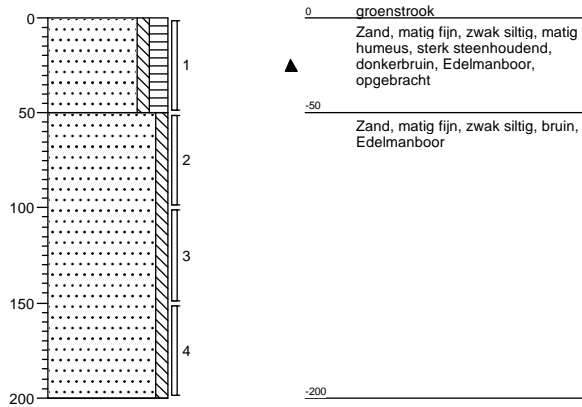 0
50
100
150
200
1
2
3
4
0
groenstrook
Zand, matig fijn, zwak siltig, matig
humeus, sterk steenhoudend,
donkerbruin, Edelmanboor,
opgebracht
-50
Zand, matig fijn, zwak siltig, bruin,
Edelmanboor
-200